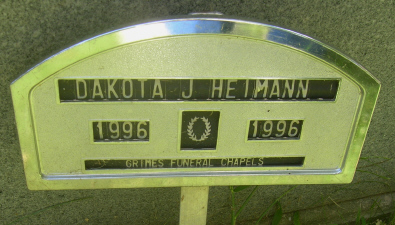 DAKOTA J HEIMANN
1996 1996
GRIMES FUNERAL CHAPELS